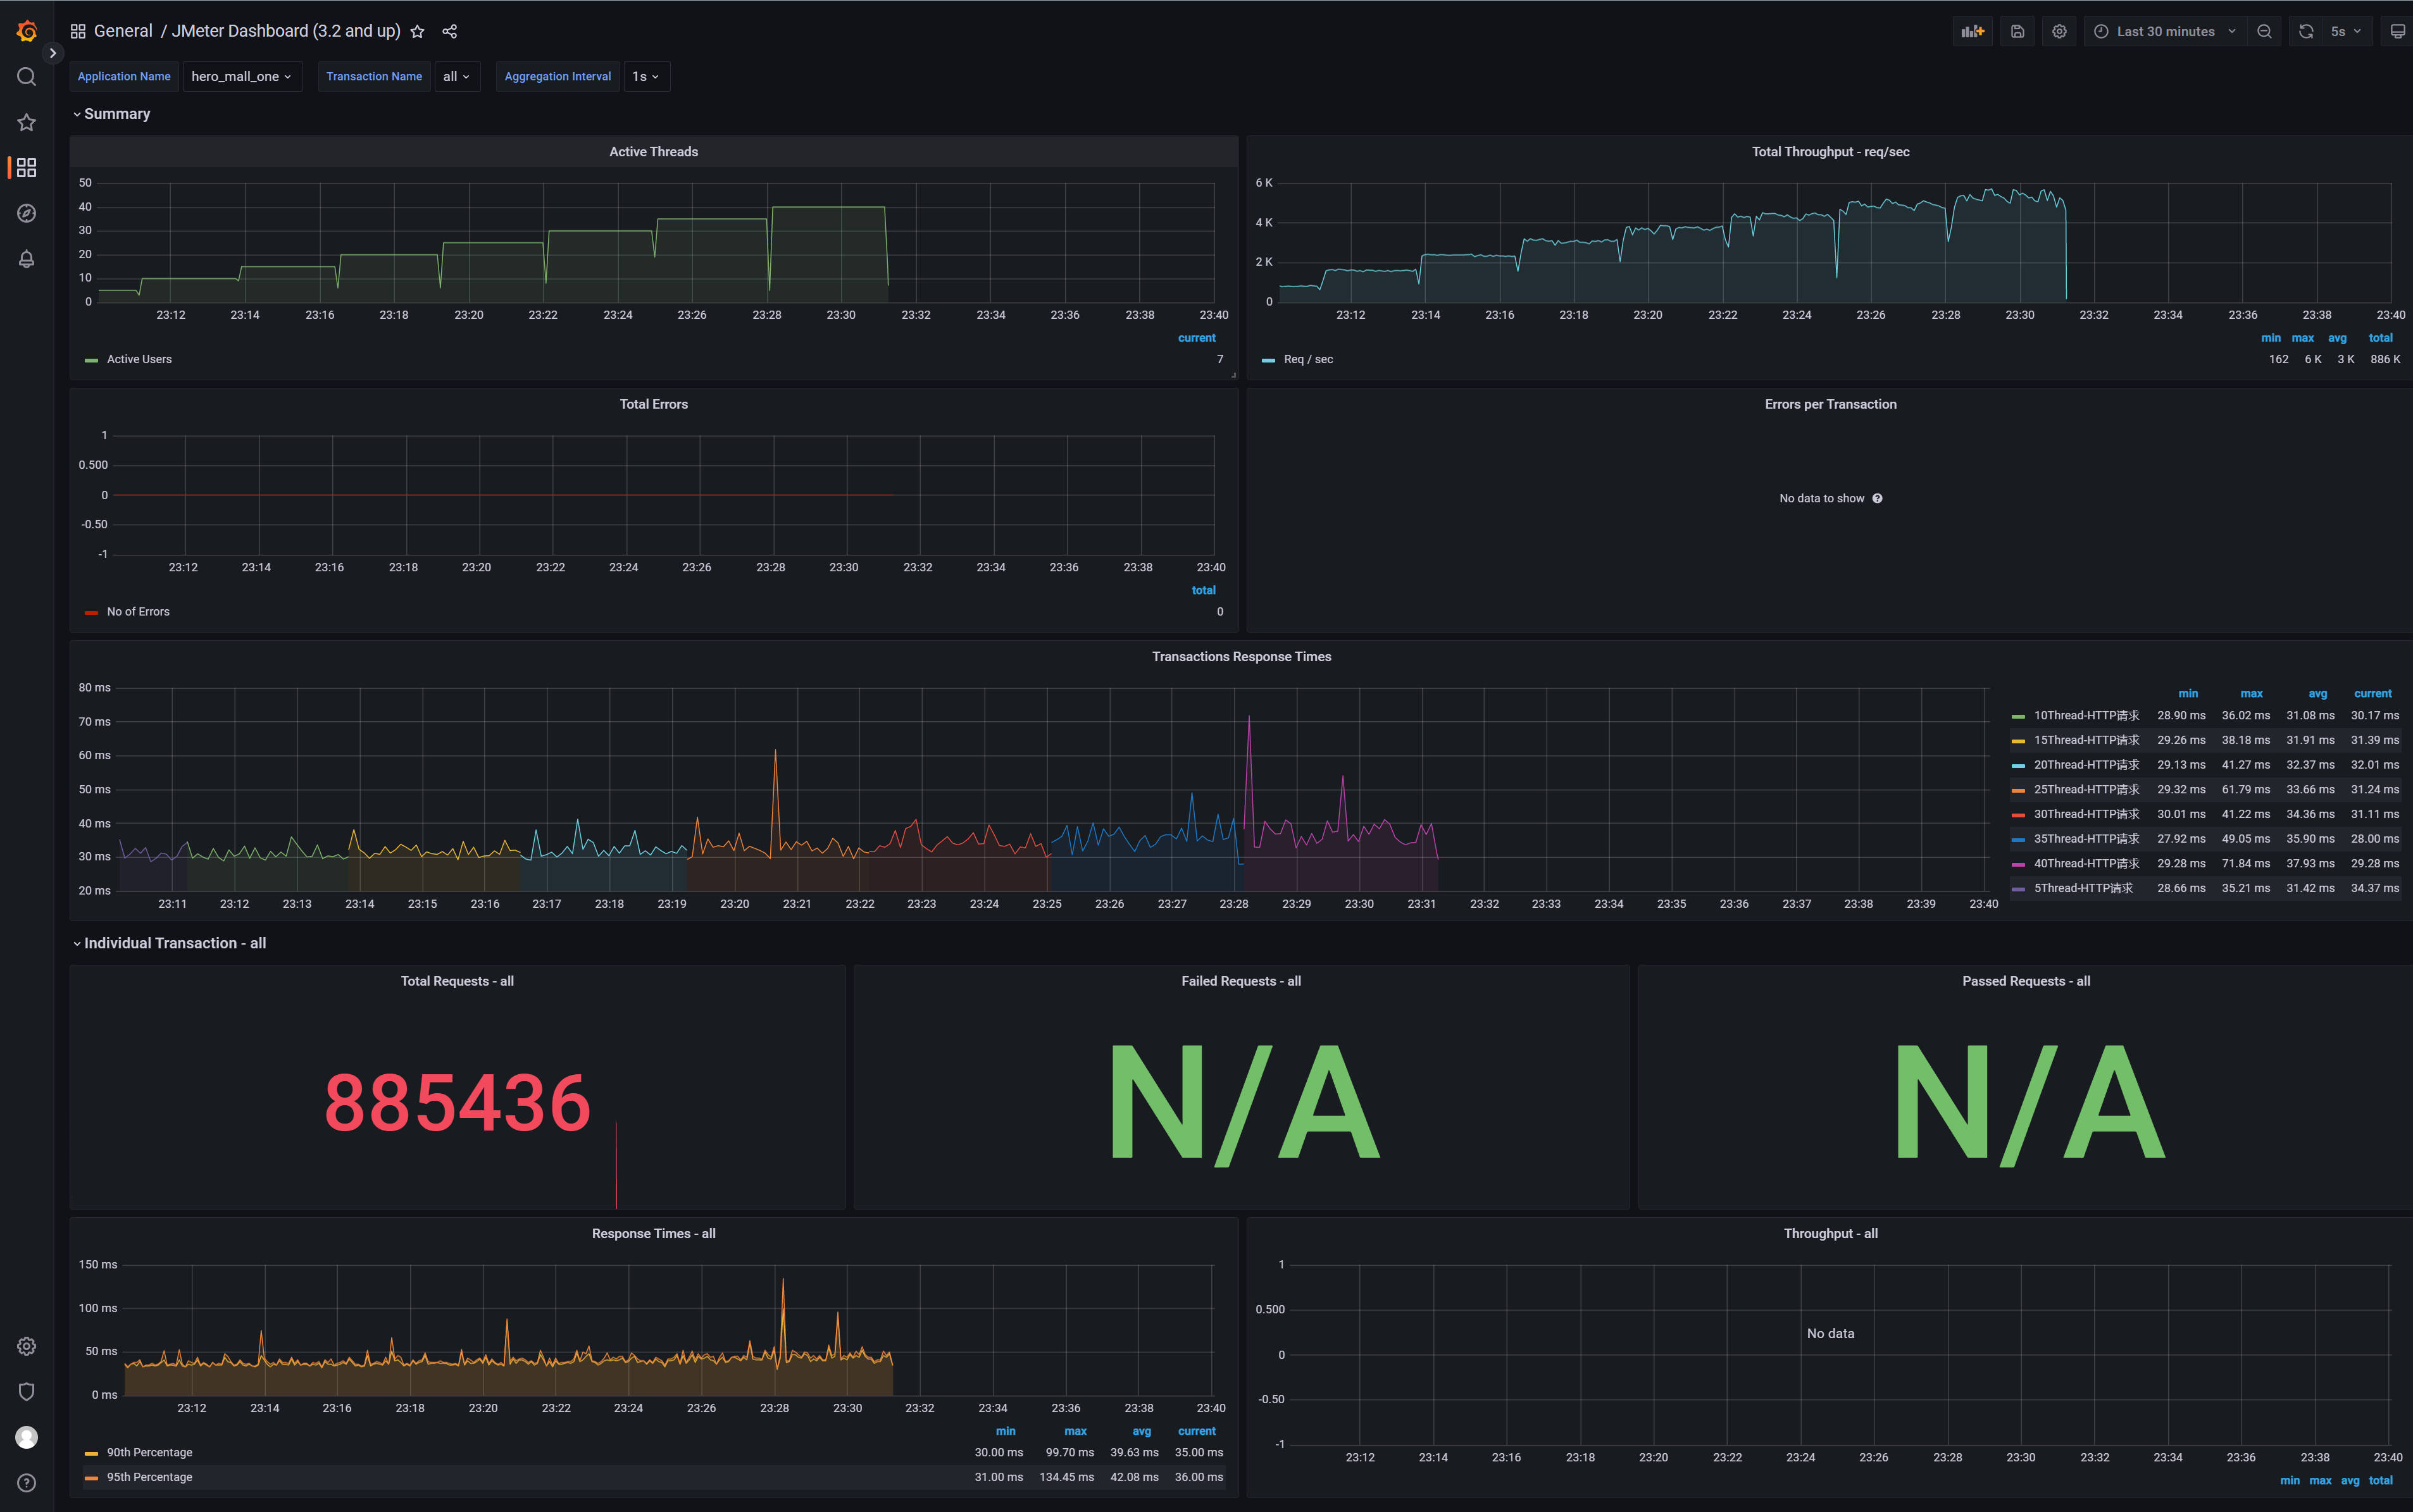 General / JMeter Dashboard (3.2 and up)
Last 30 minutes 5s
Application Name hero_mall_one Transaction Name all Aggregation Interval 1s
Summary
Active Threads
50
40
30
20
10
0
23:12 23:14 23:16 23:18 23:20 23:22 23:24 23:26 23:28 23:30 23:32 23:34 23:36 23:38 23:40
current
Active Users 7
Total Throughput - req/sec
6 K
4 K
2 K
0
23:12 23:14 23:16 23:18 23:20 23:22 23:24 23:26 23:28 23:30 23:32 23:34 23:36 23:38 23:40
min max avg total
Req / sec 162 6 K 3 K 886 K
Total Errors
1
0.500
0
-0.50
-1
23:12 23:14 23:16 23:18 23:20 23:22 23:24 23:26 23:28 23:30 23:32 23:34 23:36 23:38 23:40
total
No of Errors 0
Errors per Transaction
No data to show
Transactions Response Times
80 ms
70 ms
60 ms
50 ms
40 ms
30 ms
20 ms
23:11 23:12 23:13 23:14 23:15 23:16 23:17 23:18 23:19 23:20 23:21 23:22 23:23 23:24 23:25 23:26 23:27 23:28 23:29 23:30 23:31 23:32 23:33 23:34 23:35 23:36 23:37 23:38 23:39 23:40
min max avg current
10Thread-HTTP请求 28.90 ms 36.02 ms 31.08 ms 30.17 ms
15Thread-HTTP请求 29.26 ms 38.18 ms 31.91 ms 31.39 ms
20Thread-HTTP请求 29.13 ms 41.27 ms 32.37 ms 32.01 ms
25Thread-HTTP请求 29.32 ms 61.79 ms 33.66 ms 31.24 ms
30Thread-HTTP请求 30.01 ms 41.22 ms 34.36 ms 31.11 ms
35Thread-HTTP请求 27.92 ms 49.05 ms 35.90 ms 28.00 ms
40Thread-HTTP请求 29.28 ms 71.84 ms 37.93 ms 29.28 ms
5Thread-HTTP请求 28.66 ms 35.21 ms 31.42 ms 34.37 ms
Individual Transaction - all
Total Requests - all
885436
Failed Requests - all
N/A
Passed Requests - all
N/A
Response Times - all
150 ms
100 ms
50 ms
0 ms
23:12 23:14 23:16 23:18 23:20 23:22 23:24 23:26 23:28 23:30 23:32 23:34 23:36 23:38 23:40
min max avg current
90th Percentage 30.00 ms 99.70 ms 39.63 ms 35.00 ms
95th Percentage 31.00 ms 134.45 ms 42.08 ms 36.00 ms
Throughput - all
1
0.500
0
-0.50
-1
No data
23:12 23:14 23:16 23:18 23:20 23:22 23:24 23:26 23:28 23:30 23:32 23:34 23:36 23:38 23:40
min max avg total